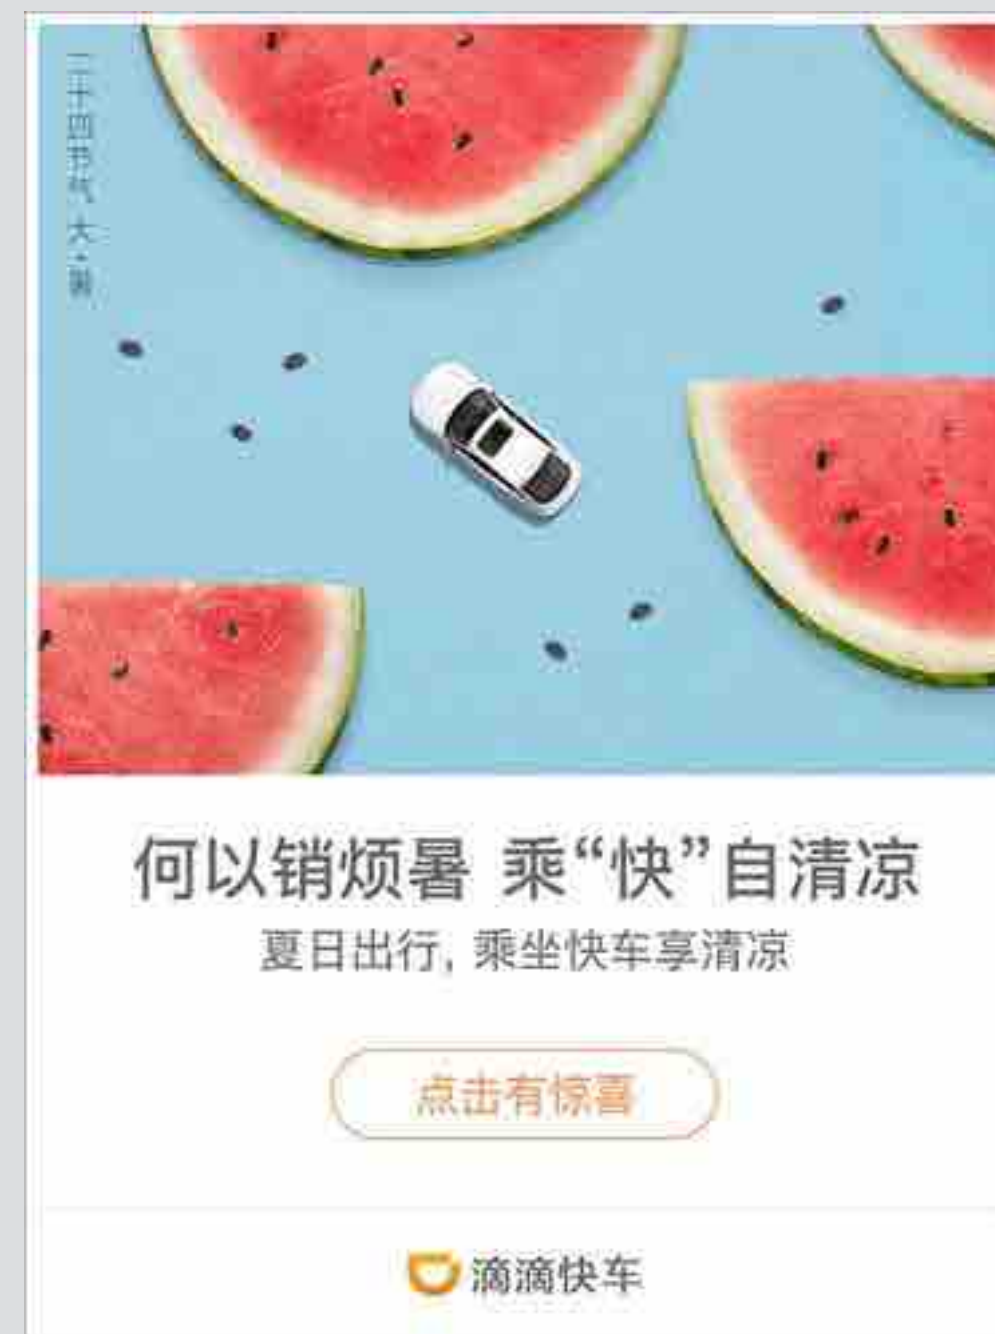 二十四节气 大·暑
何以销烦暑 乘“快”自清凉
夏日出行, 乘坐快车享清凉
点击有惊喜
滴滴快车